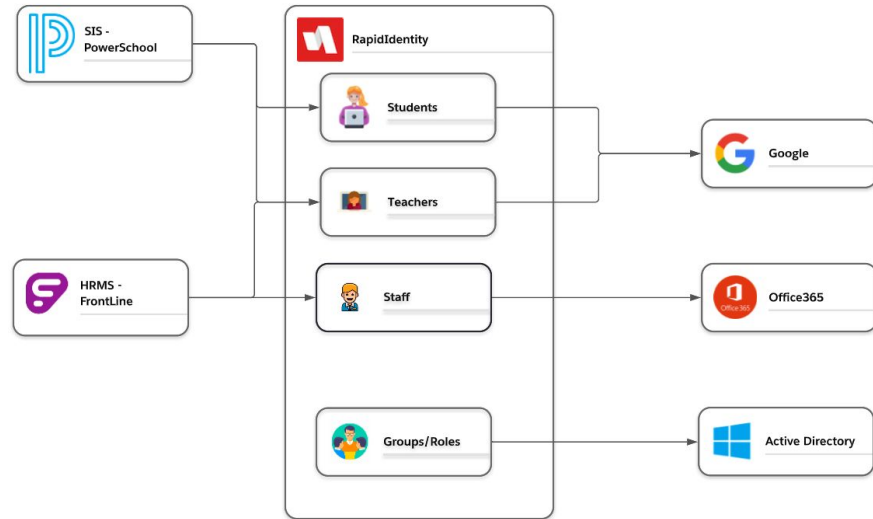 SIS -
PowerSchool
RapidIdentity
Students
Google
Teachers
HRMS -
FrontLine
Staff
Office 365
Office365
Groups/Roles
Active Directory